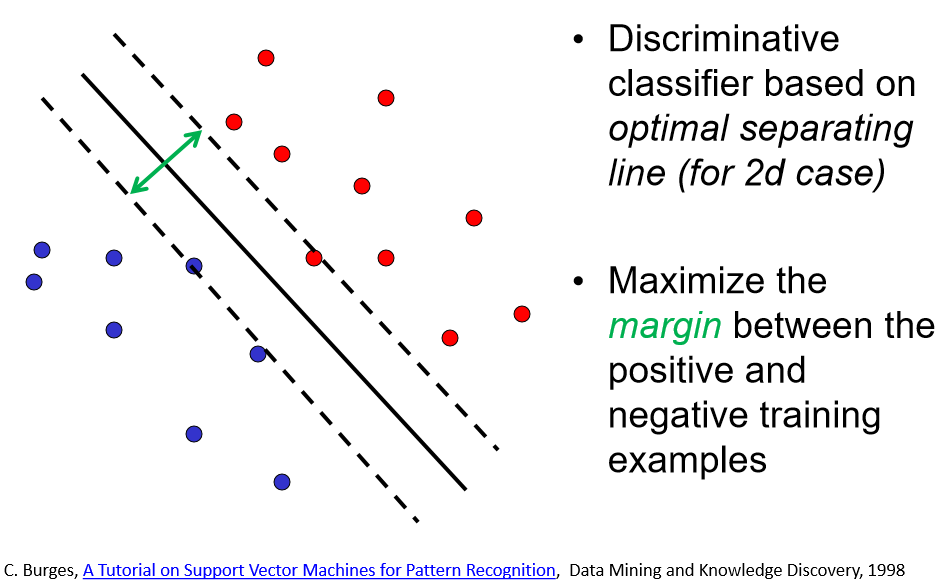 • Discriminative
classifier based on
optimal separating
line (for 2d case)
• Maximize the
margin between the
positive and
negative training
examples
C. Burges, A Tutorial on Support Vector Machines for Pattern Recognition, Data Mining and Knowledge Discovery, 1998